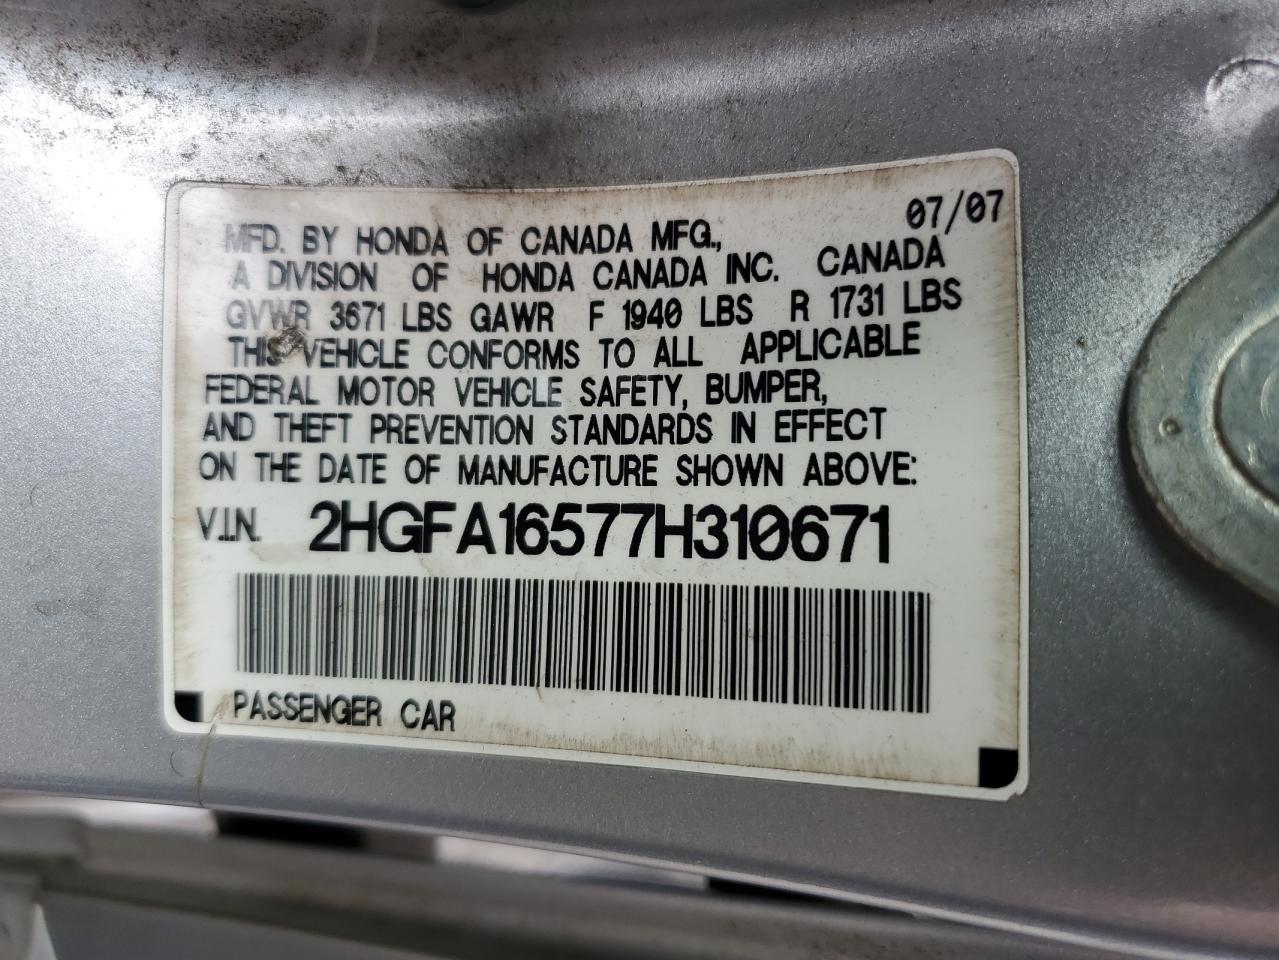 07/07
MFD. BY HONDA OF CANADA MFG.,
A DIVISION OF HONDA CANADA INC. CANADA
GVWR 3671 LBS GAWR F 1940 LBS R 1731 LBS
THIS VEHICLE CONFORMS TO ALL APPLICABLE
FEDERAL MOTOR VEHICLE SAFETY, BUMPER,
AND THEFT PREVENTION STANDARDS IN EFFECT
ON THE DATE OF MANUFACTURE SHOWN ABOVE:
V.I.N. 2HGFA16577H310671
PASSENGER CAR